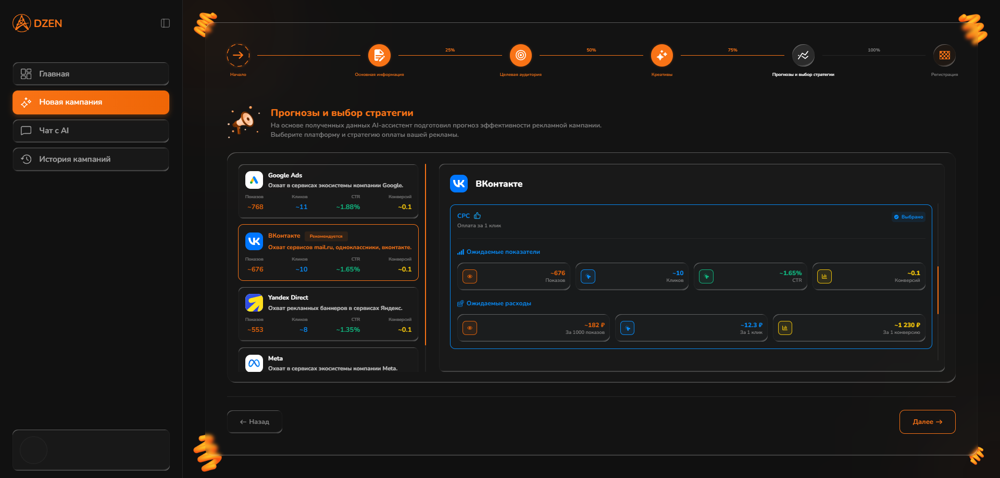 DZEN
Главная
Новая кампания
Чат с AI
История кампаний
25%
50%
75%
100%
Начало
Основная информация
Целевая аудитория
Креативы
Прогнозы и выбор стратегии
Регистрация
Прогнозы и выбор стратегии
На основе полученных данных AI-ассистент подготовил прогноз эффективности рекламной кампании.
Выберите платформу и стратегию оплаты вашей рекламы.
Google Ads
Охват в сервисах экосистемы компании Google.
Показов Кликов CTR Конверсий
~768 ~11 ~1.88% ~0.1
ВКонтакте Рекомендуется
Охват сервисов mail.ru, одноклассники, вконтакте.
Показов Кликов CTR Конверсий
~676 ~10 ~1.65% ~0.1
Yandex Direct
Охват рекламных баннеров в сервисах Яндекс.
Показов Кликов CTR Конверсий
~553 ~8 ~1.35% ~0.1
Meta
Охват в сервисах экосистемы компании Meta.
ВКонтакте
CPC
Выбрано
Оплата за 1 клик
Ожидаемые показатели
~676 ~10 ~1.65% ~0.1
Показов Кликов CTR Конверсий
Ожидаемые расходы
~182 ₽ ~12.3 ₽ ~1 230 ₽
За 1000 показов За 1 клик За 1 конверсию
← Назад
Далее →